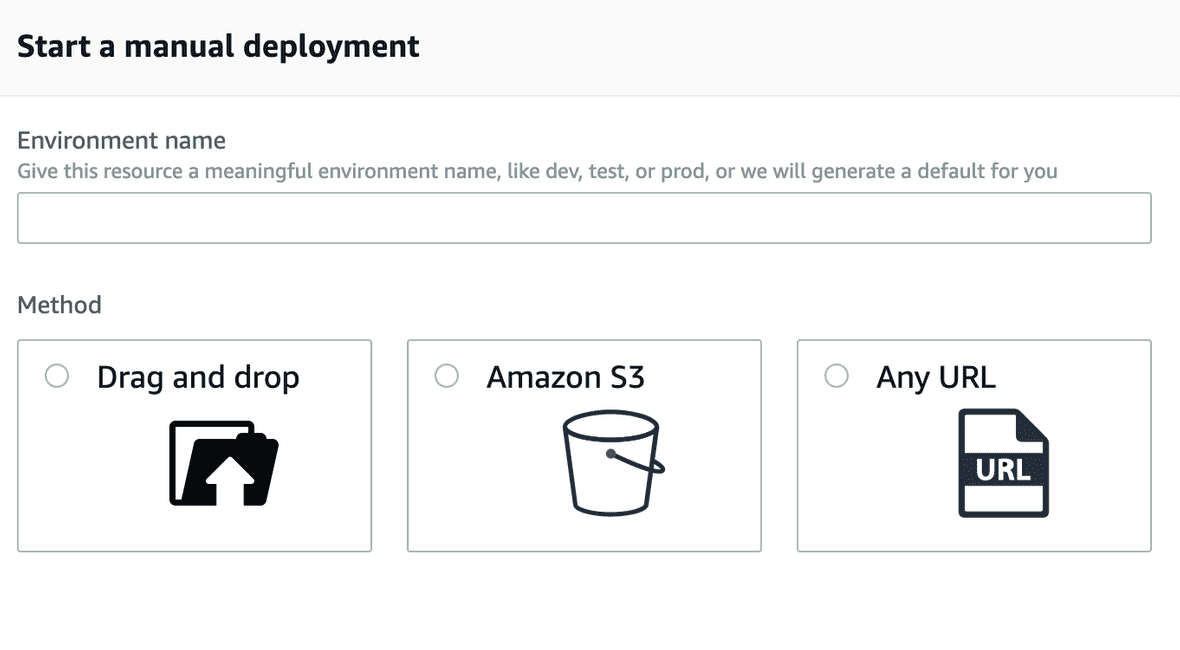 Start a manual deployment
Environment name
Give this resource a meaningful environment name, like dev, test, or prod, or we will generate a default for you
Method
Drag and drop
Amazon S3
Any URL
URL